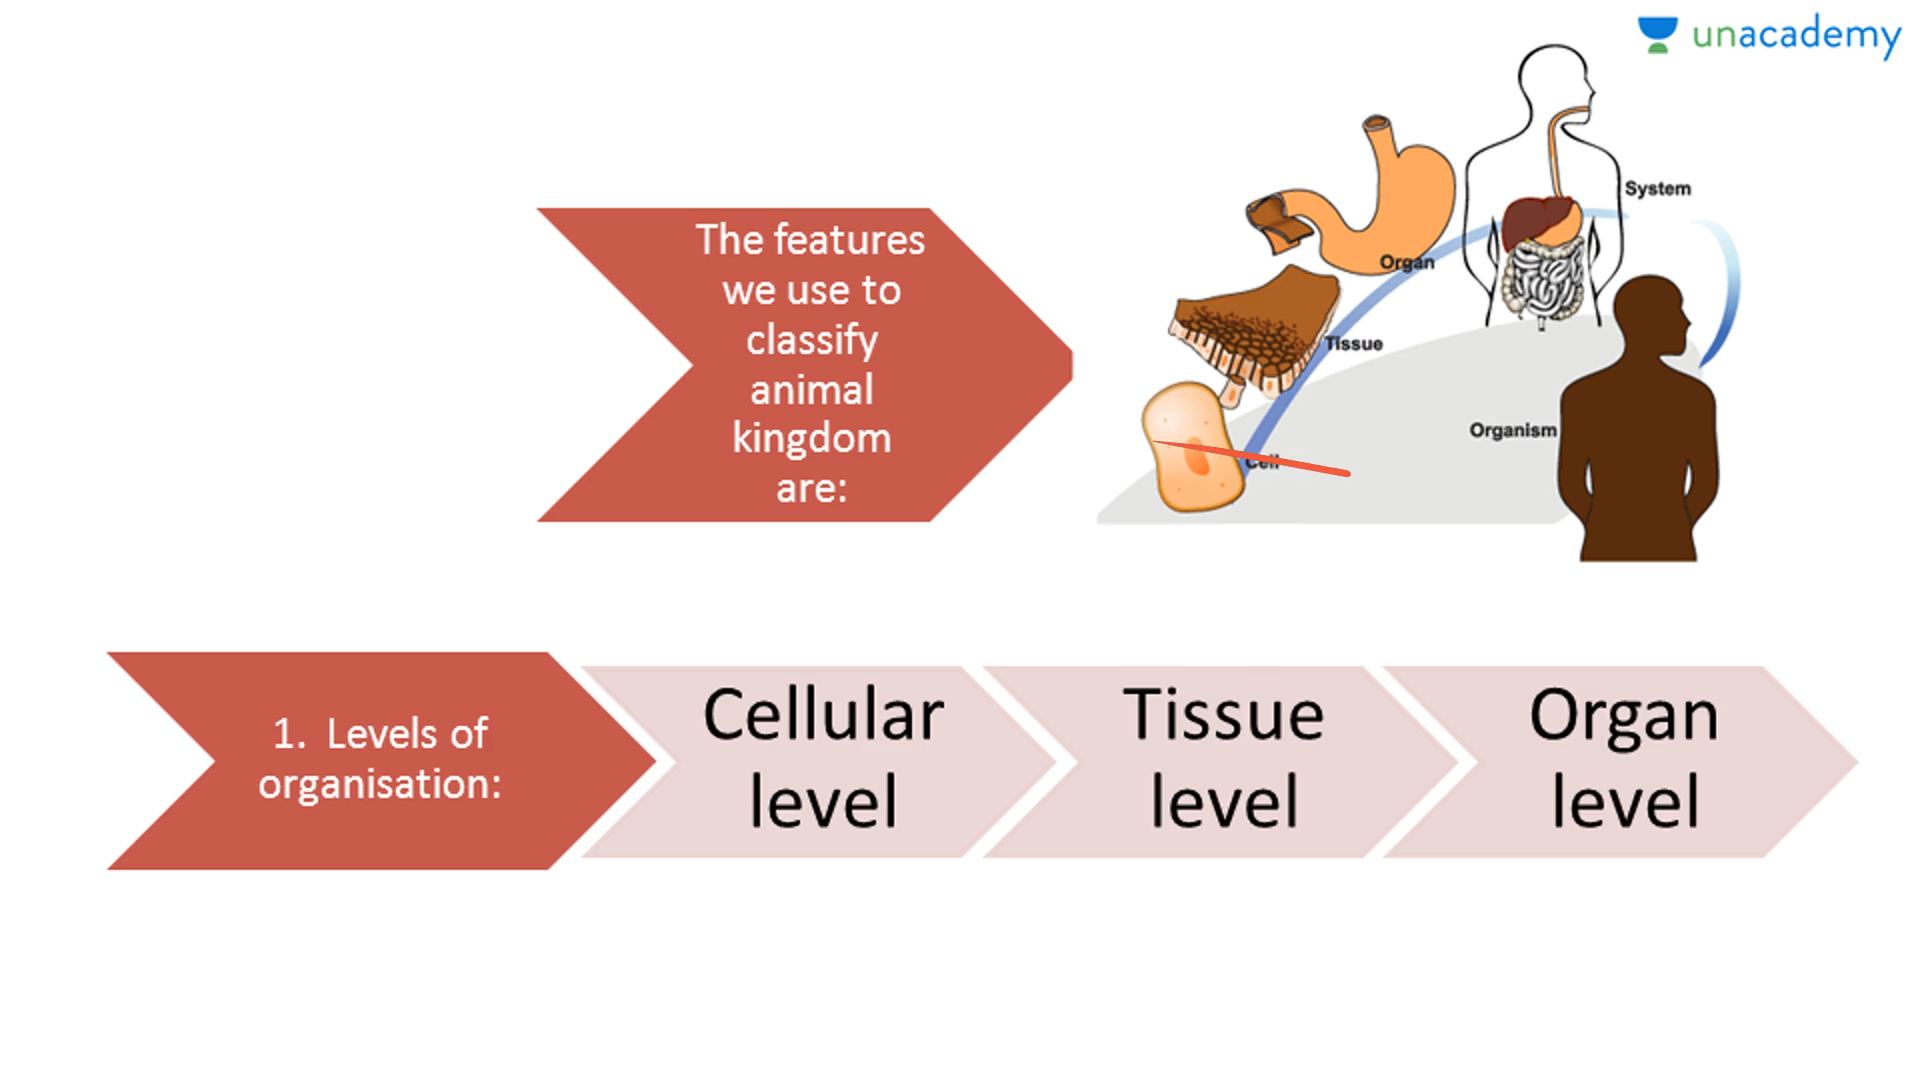 unacademy
The features
we use to
classify
animal
kingdom
are:
System
Organ
Tissue
Cell
Organism
1. Levels of
organisation:
Cellular
level
Tissue
level
Organ
level